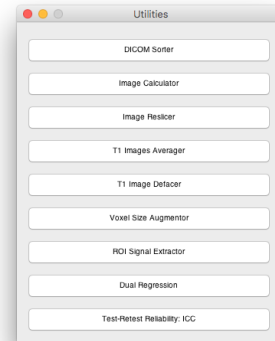 Utilities
DICOM Sorter
Image Calculator
Image Reslicer
T1 Images Averager
T1 Image Defacer
Voxel Size Augmentor
ROI Signal Extractor
Dual Regression
Test-Retest Reliability: ICC